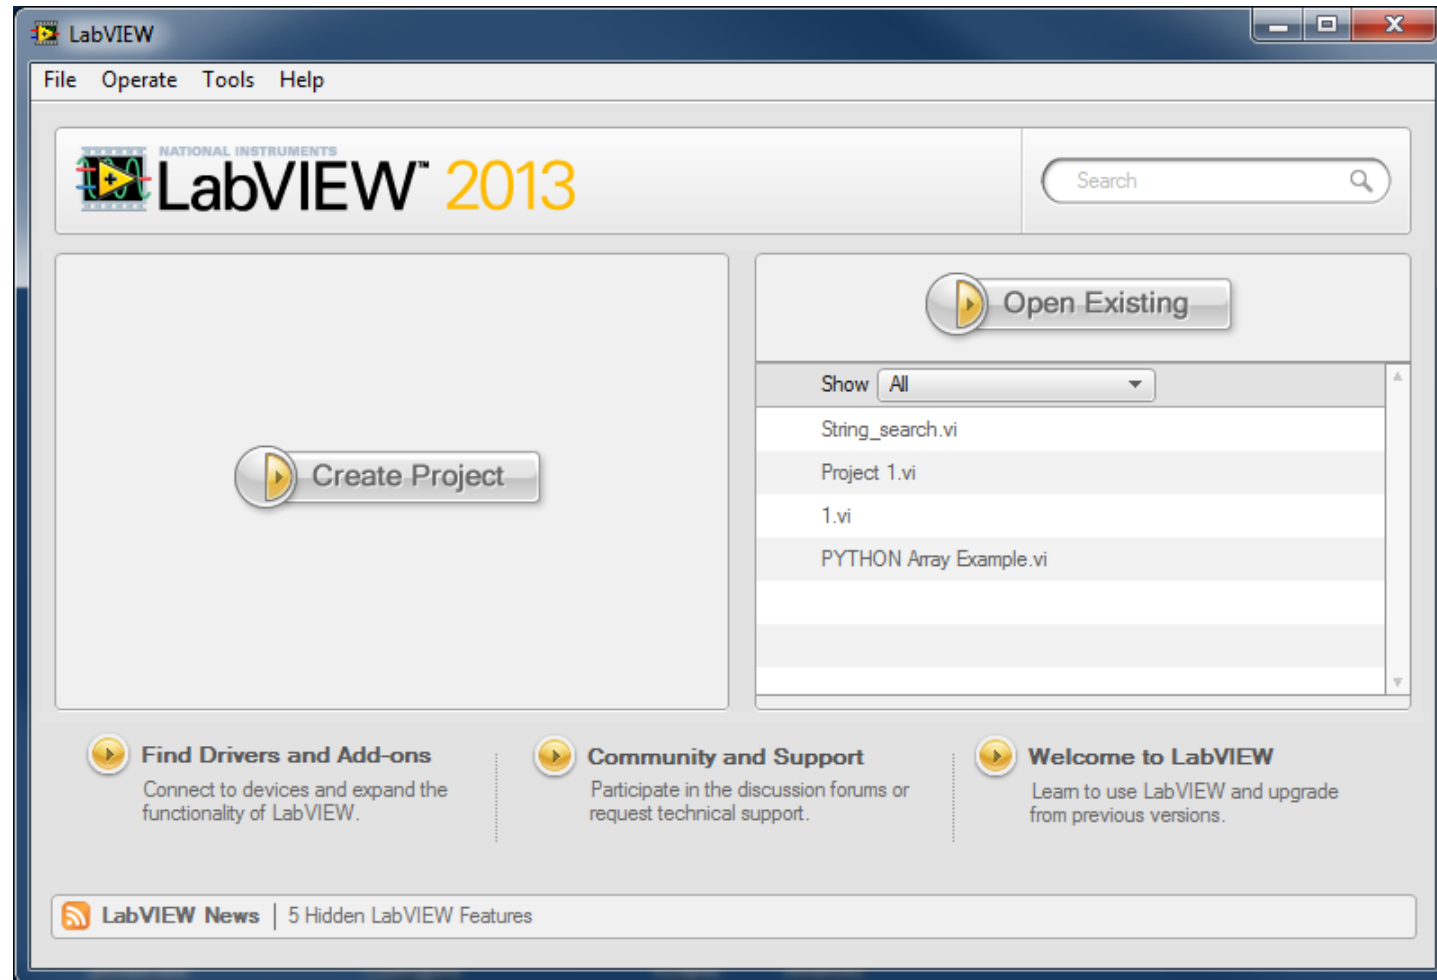 LabVIEW
File Operate Tools Help
NATIONAL INSTRUMENTS
LabVIEW™ 2013
Search
Create Project
Open Existing
Show All
String_search.vi
Project 1.vi
1.vi
PYTHON Array Example.vi
Find Drivers and Add-ons
Connect to devices and expand the
functionality of LabVIEW.
Community and Support
Participate in the discussion forums or
request technical support.
Welcome to LabVIEW
Learn to use LabVIEW and upgrade
from previous versions.
LabVIEW News | 5 Hidden LabVIEW Features